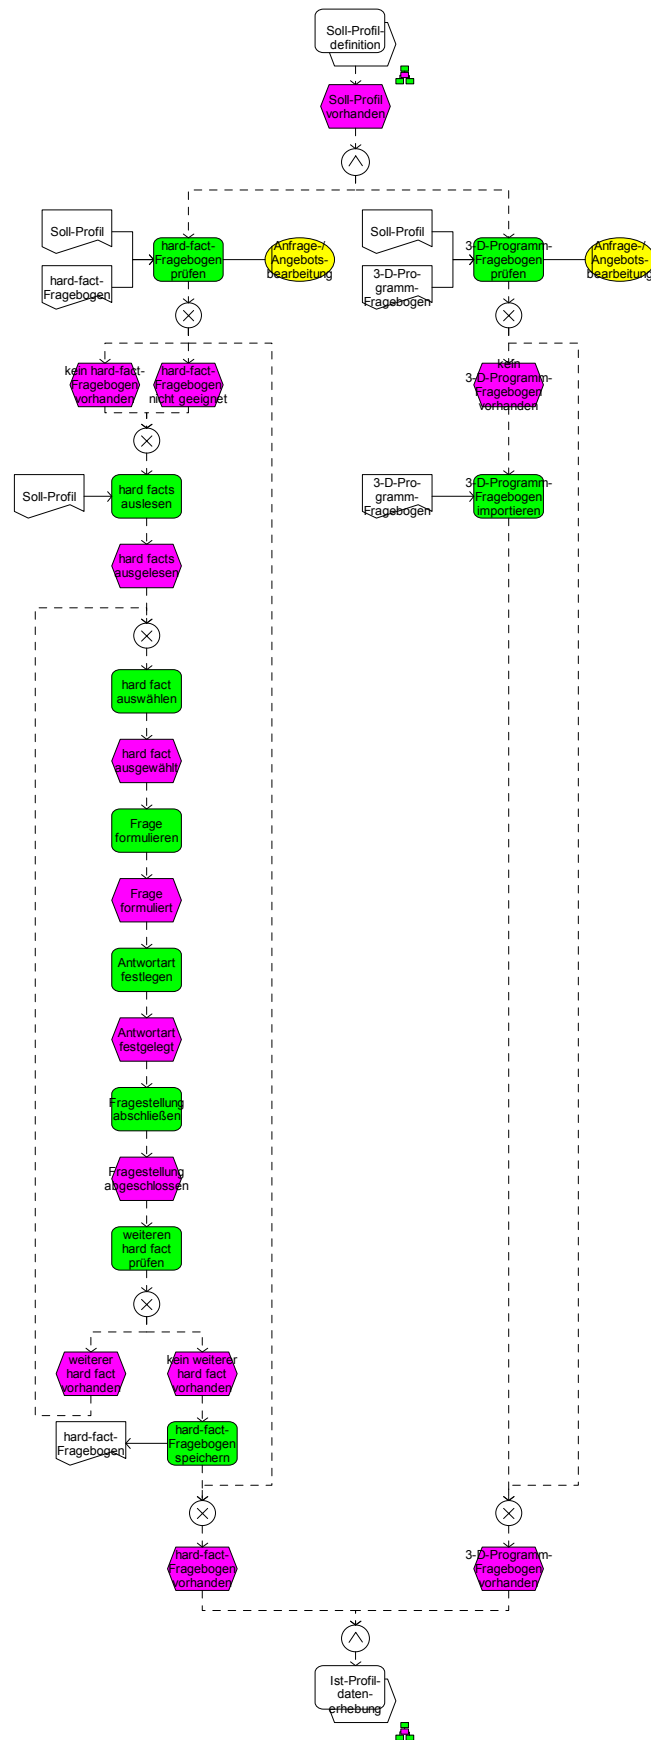 Soll-Profil-
definition
Soll-Profil
vorhanden
Soll-Profil
hard-fact-
Fragebogen
hard-fact-
Fragebogen
prüfen
Anfrage-/
Angebots-
bearbeitung
Soll-Profil
3-D-Pro-
gramm-
Fragebogen
3-D-Programm-
Fragebogen
prüfen
Anfrage-/
Angebots-
bearbeitung
kein hard-fact-
Fragebogen
vorhanden
hard-fact-
Fragebogen
nicht geeignet
kein
3-D-Programm-
Fragebogen
vorhanden
Soll-Profil
hard facts
auslesen
3-D-Pro-
gramm-
Fragebogen
3-D-Programm-
Fragebogen
importieren
hard facts
ausgelesen
hard fact
auswählen
hard fact
ausgewählt
Frage
formulieren
Frage
formuliert
Antwortart
festlegen
Antwortart
festgelegt
Fragestellung
abschließen
Fragestellung
abgeschlossen
weiteren
hard fact
prüfen
weiterer
hard fact
vorhanden
kein weiterer
hard fact
vorhanden
hard-fact-
Fragebogen
hard-fact-
Fragebogen
speichern
hard-fact-
Fragebogen
vorhanden
3-D-Programm-
Fragebogen
vorhanden
Ist-Profil-
daten-
erhebung